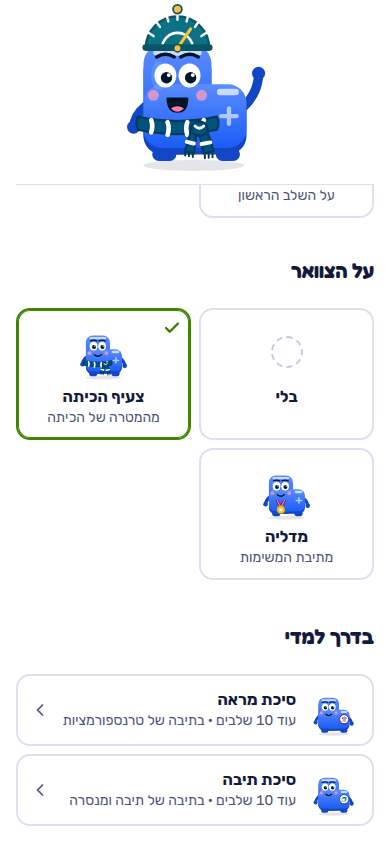 על השלב הראשון
על הצוואר
בלי
צעיף הכיתה
מהמטרה של הכיתה
מדליה
מתיבת המשימות
בדרך למדי
סיכת מראה
עוד 10 שלבים • בתיבה של טרנספורמציות
סיכת תיבה
עוד 10 שלבים • בתיבה של תיבה ומנסרה